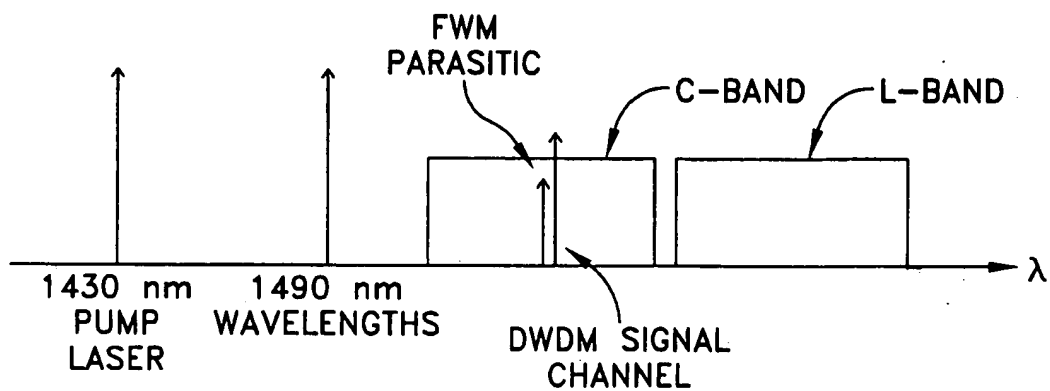 FWM
PARASITIC
C-BAND
L-BAND
λ
1430 nm
PUMP
LASER
1490 nm
WAVELENGTHS
DWDM SIGNAL
CHANNEL